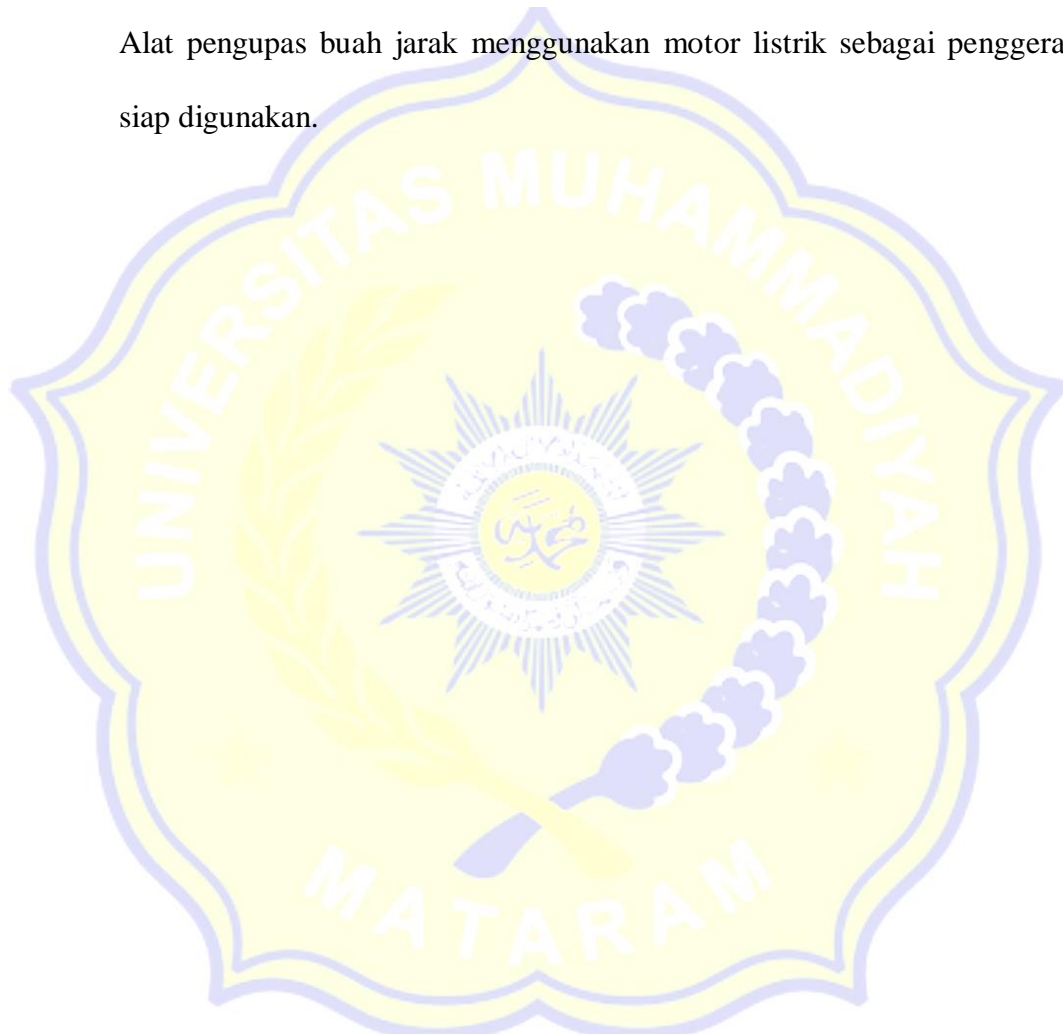 Alat pengupas buah jarak menggunakan motor listrik sebagai penggera
siap digunakan.
UNIVERSITAS MUHAMMADIYAH
MATARAM